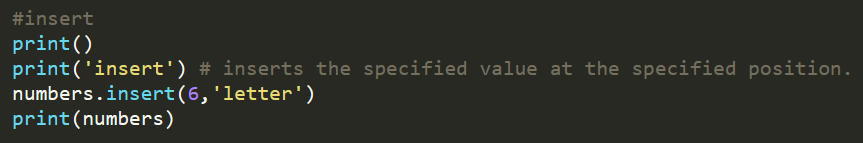 #insert
print()
print('insert') # inserts the specified value at the specified position.
numbers.insert(6,'letter')
print(numbers)